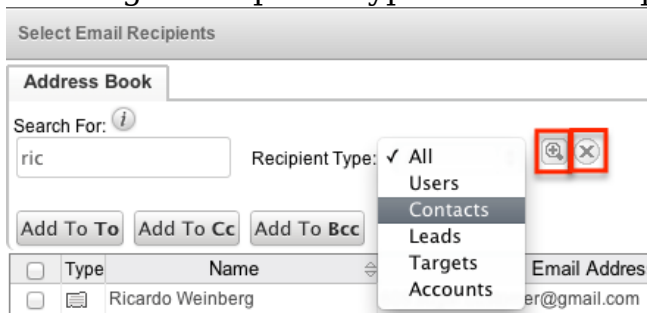 Select Email Recipients
Address Book
Search For: i
ric
Recipient Type: ✓ All
Users
Contacts
Leads
Targets
Accounts
Add To To Add To Cc Add To Bcc
Type Name Email Addres
Ricardo Weinberg er@gmail.com